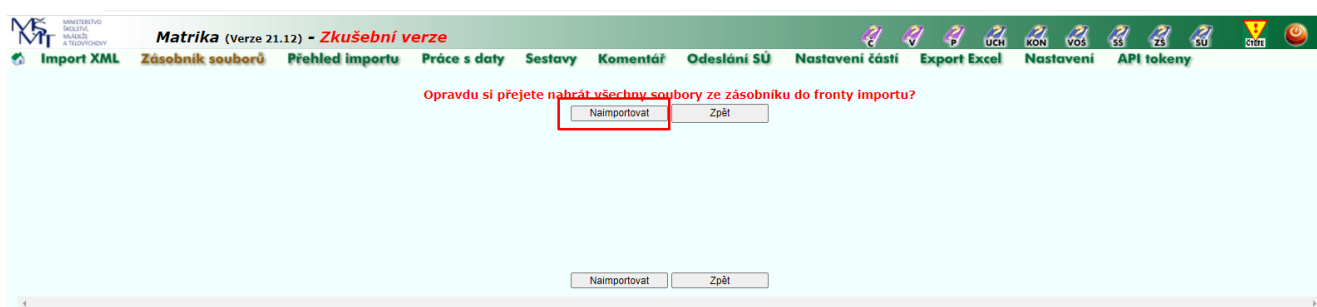 MINISTERSTVO
ŠKOLSTVÍ,
MLÁDEŽE
A TĚLOVÝCHOVY
Matrika (Verze 21.12) - Zkušební verze
Č V P UCH KON VOŠ SŠ ZŠ SÚ čtěte
Import XML Zásobník souborů Přehled importu Práce s daty Sestavy Komentář Odeslání SÚ Nastavení částí Export Excel Nastavení API tokeny
Opravdu si přejete nahrát všechny soubory ze zásobníku do fronty importu?
Naimportovat Zpět
Naimportovat Zpět